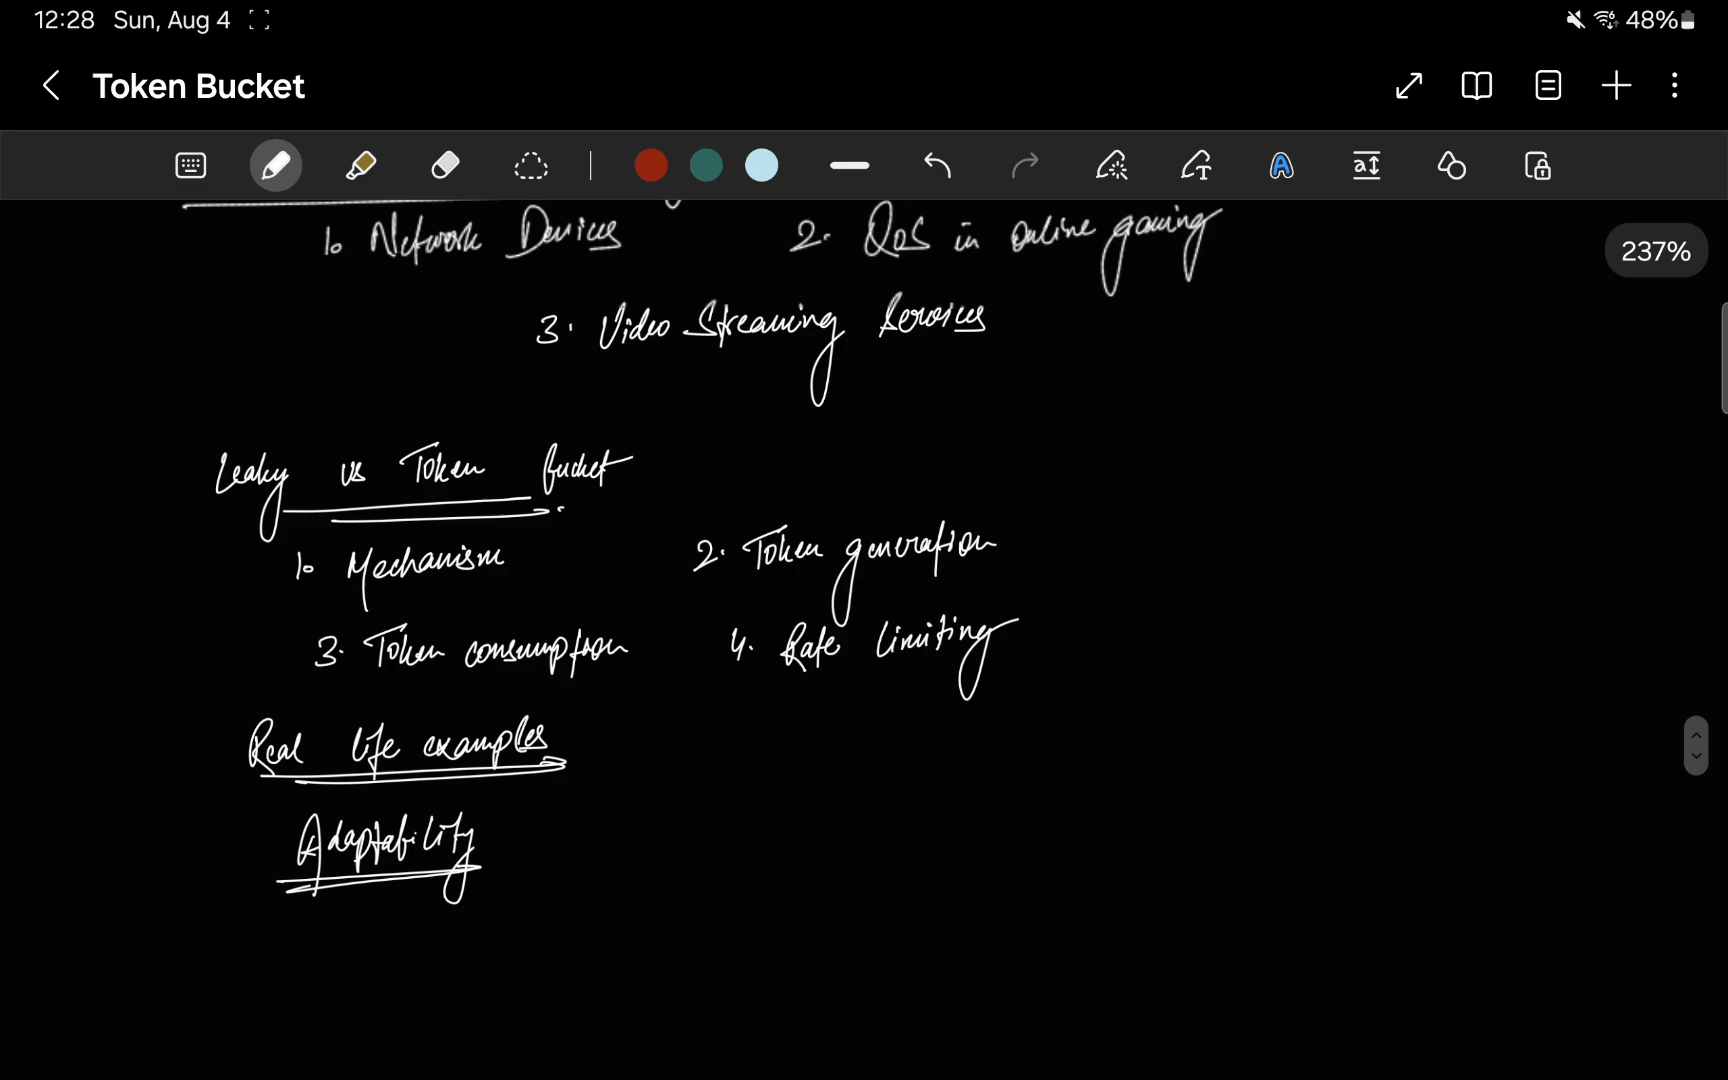 12:28 Sun, Aug 4 48%
Token Bucket
237%
1. Network Devices 2. QoS in online gaming
3. Video Streaming Services
Leaky vs Token Bucket
1. Mechanism 2. Token generation
3. Token consumption 4. Rate limiting
Real life examples
Adaptability